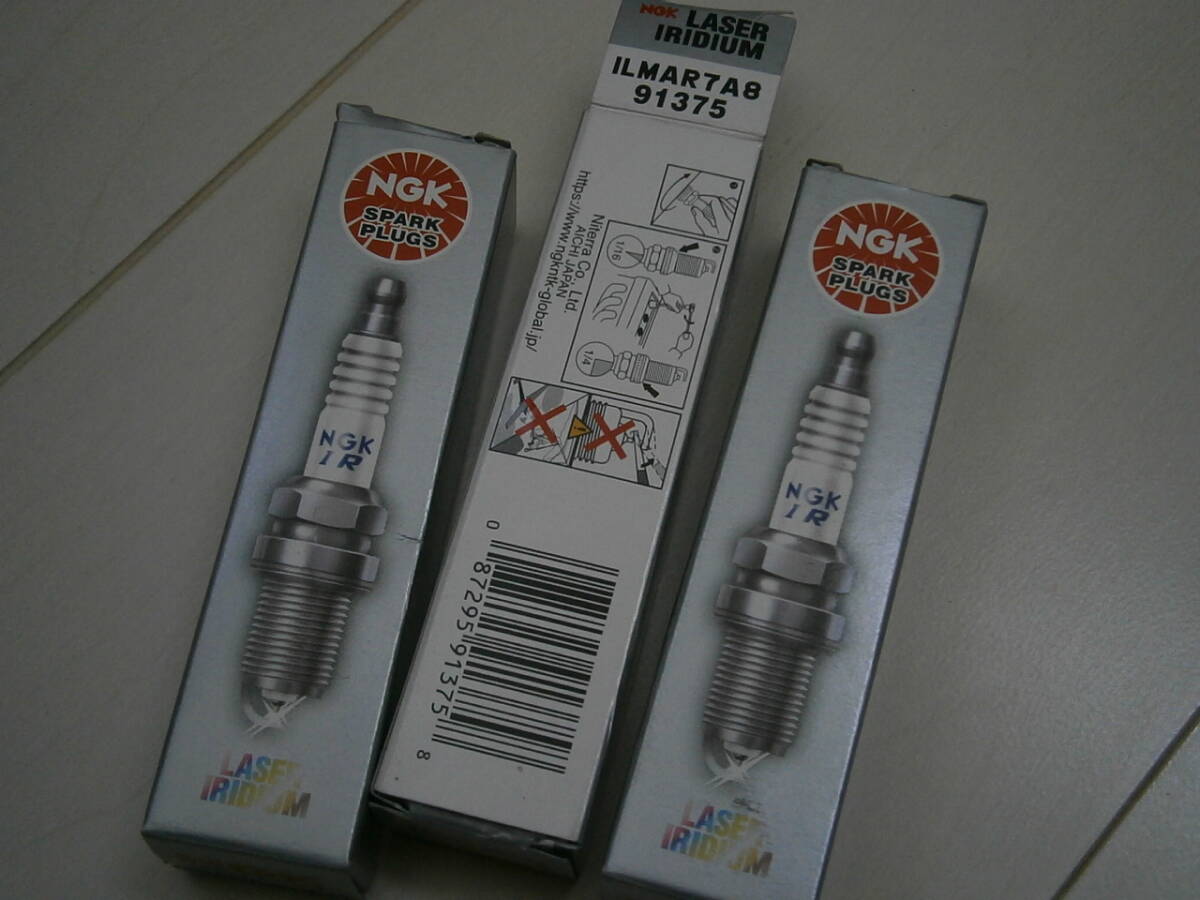 NGK
SPARK
PLUGS
NGK
IR
LASER
IRIDIUM
NGK LASER
IRIDIUM
ILMAR7A8
91375
1/16
1/4
Niterra Co., Ltd.
AICHI JAPAN
https://www.ngkntk-global.jp/
0 87295 91375 8
NGK
SPARK
PLUGS
NGK
IR
LASER
IRIDIUM